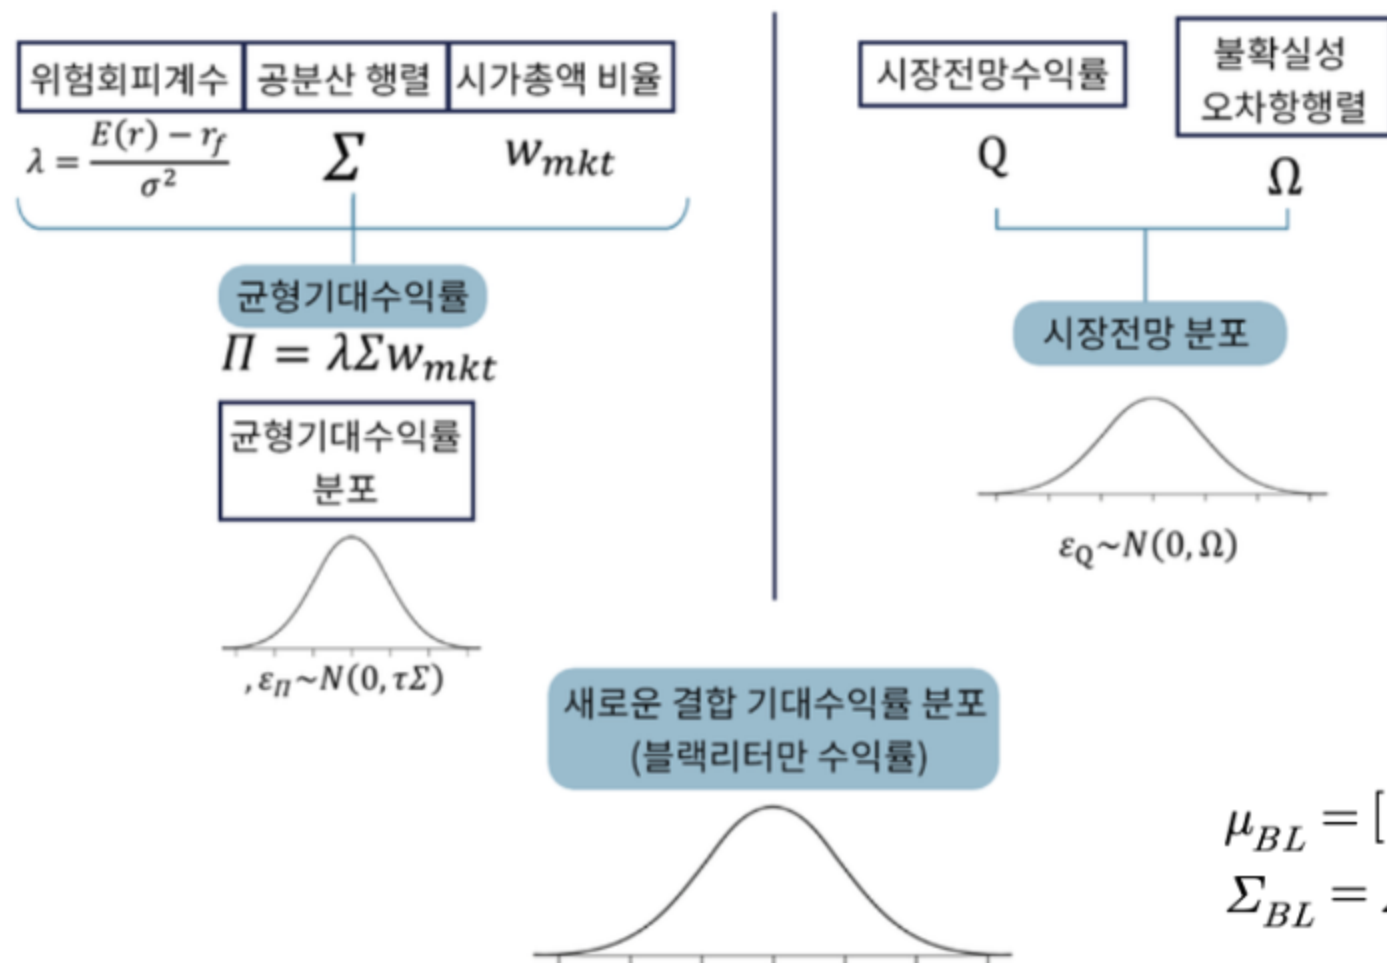 위험회피계수 공분산 행렬 시가총액 비율
λ = E(r) − r_f / σ²
Σ
w_mkt
균형기대수익률
Π = λΣw_mkt
균형기대수익률
분포
, ε_Π~N(0, τΣ)
시장전망수익률
불확실성
오차항행렬
Q
Ω
시장전망 분포
ε_Q~N(0, Ω)
새로운 결합 기대수익률 분포
(블랙리터만 수익률)
μ_BL = [
Σ_BL =